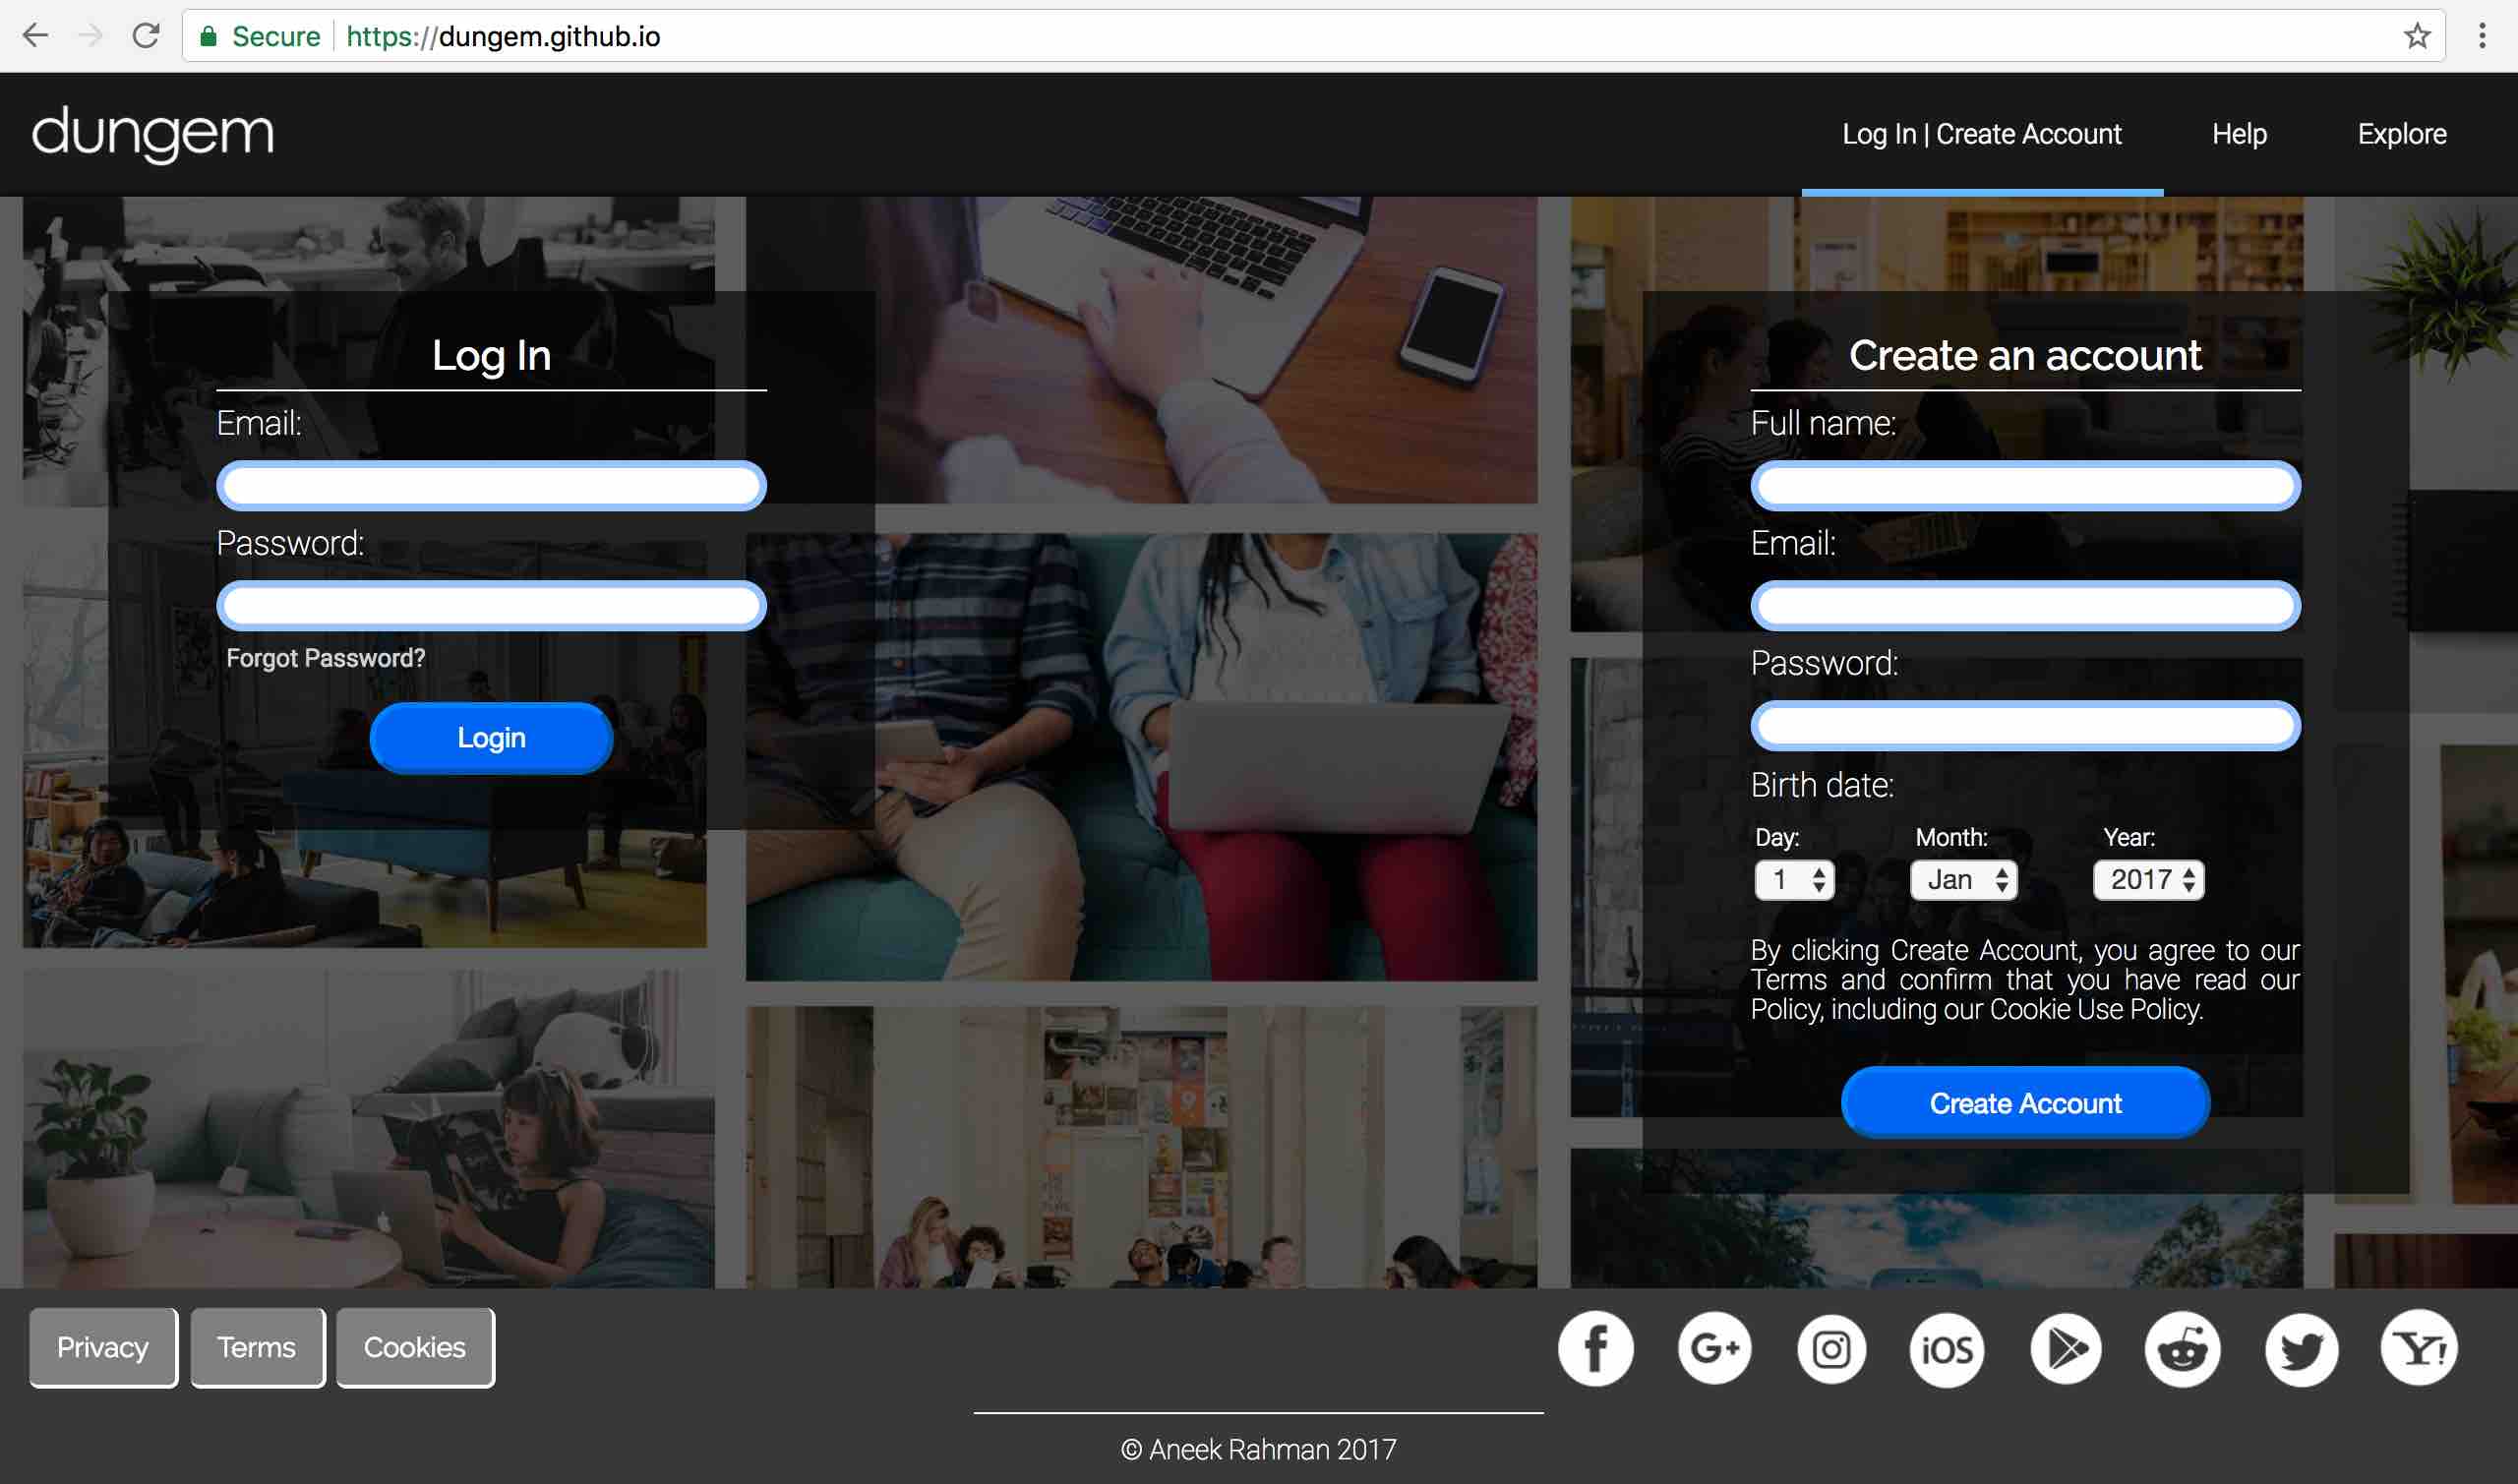 Secure https://dungem.github.io
dungem
Log In | Create Account Help Explore
Log In
Email:
Password:
Forgot Password?
Login
Create an account
Full name:
Email:
Password:
Birth date:
Day: Month: Year:
1 Jan 2017
By clicking Create Account, you agree to our
Terms and confirm that you have read our
Policy, including our Cookie Use Policy.
Create Account
Privacy Terms Cookies
f G+ iOS Y!
© Aneek Rahman 2017